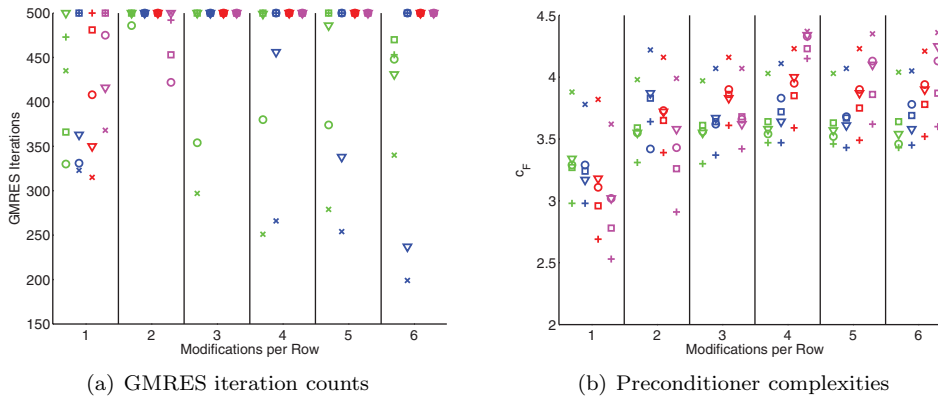 500
450
400
350
300
250
200
150
GMRES Iterations
1 2 3 4 5 6
Modifications per Row
(a) GMRES iteration counts
4.5
4
3.5
3
2.5
2
c_F
1 2 3 4 5 6
Modifications per Row
(b) Preconditioner complexities